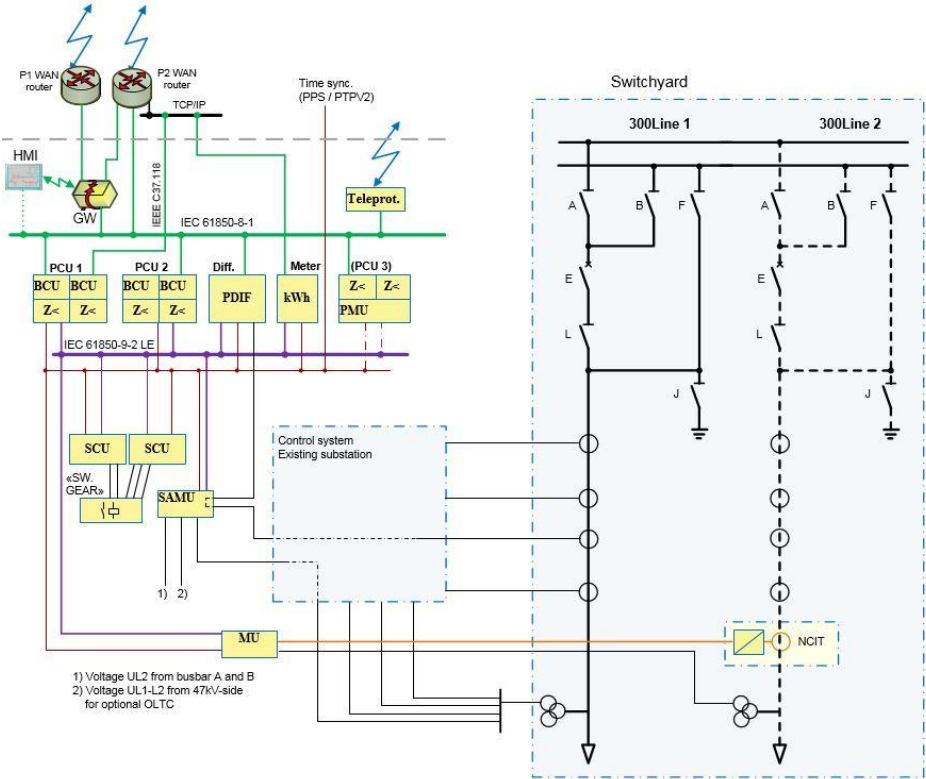 P1 WAN
router
P2 WAN
router
TCP/IP
Time sync.
(PPS / PTPV2)
Switchyard
300Line 1
300Line 2
HMI
GW
IEEE C37.118
Teleprot.
IEC 61850-8-1
PCU 1
PCU 2
Diff.
Meter
(PCU 3)
BCU
BCU
Z<
Z<
BCU
BCU
Z<
Z<
PDIF
kWh
Z<
Z<
PMU
IEC 61850-9-2 LE
A
B
F
E
L
J
A
B
F
E
L
J
SCU
SCU
«SW.
GEAR»
SAMU
1)
2)
Control system
Existing substation
MU
NCIT
1) Voltage UL2 from busbar A and B
2) Voltage UL1-L2 from 47kV-side
for optional OLTC